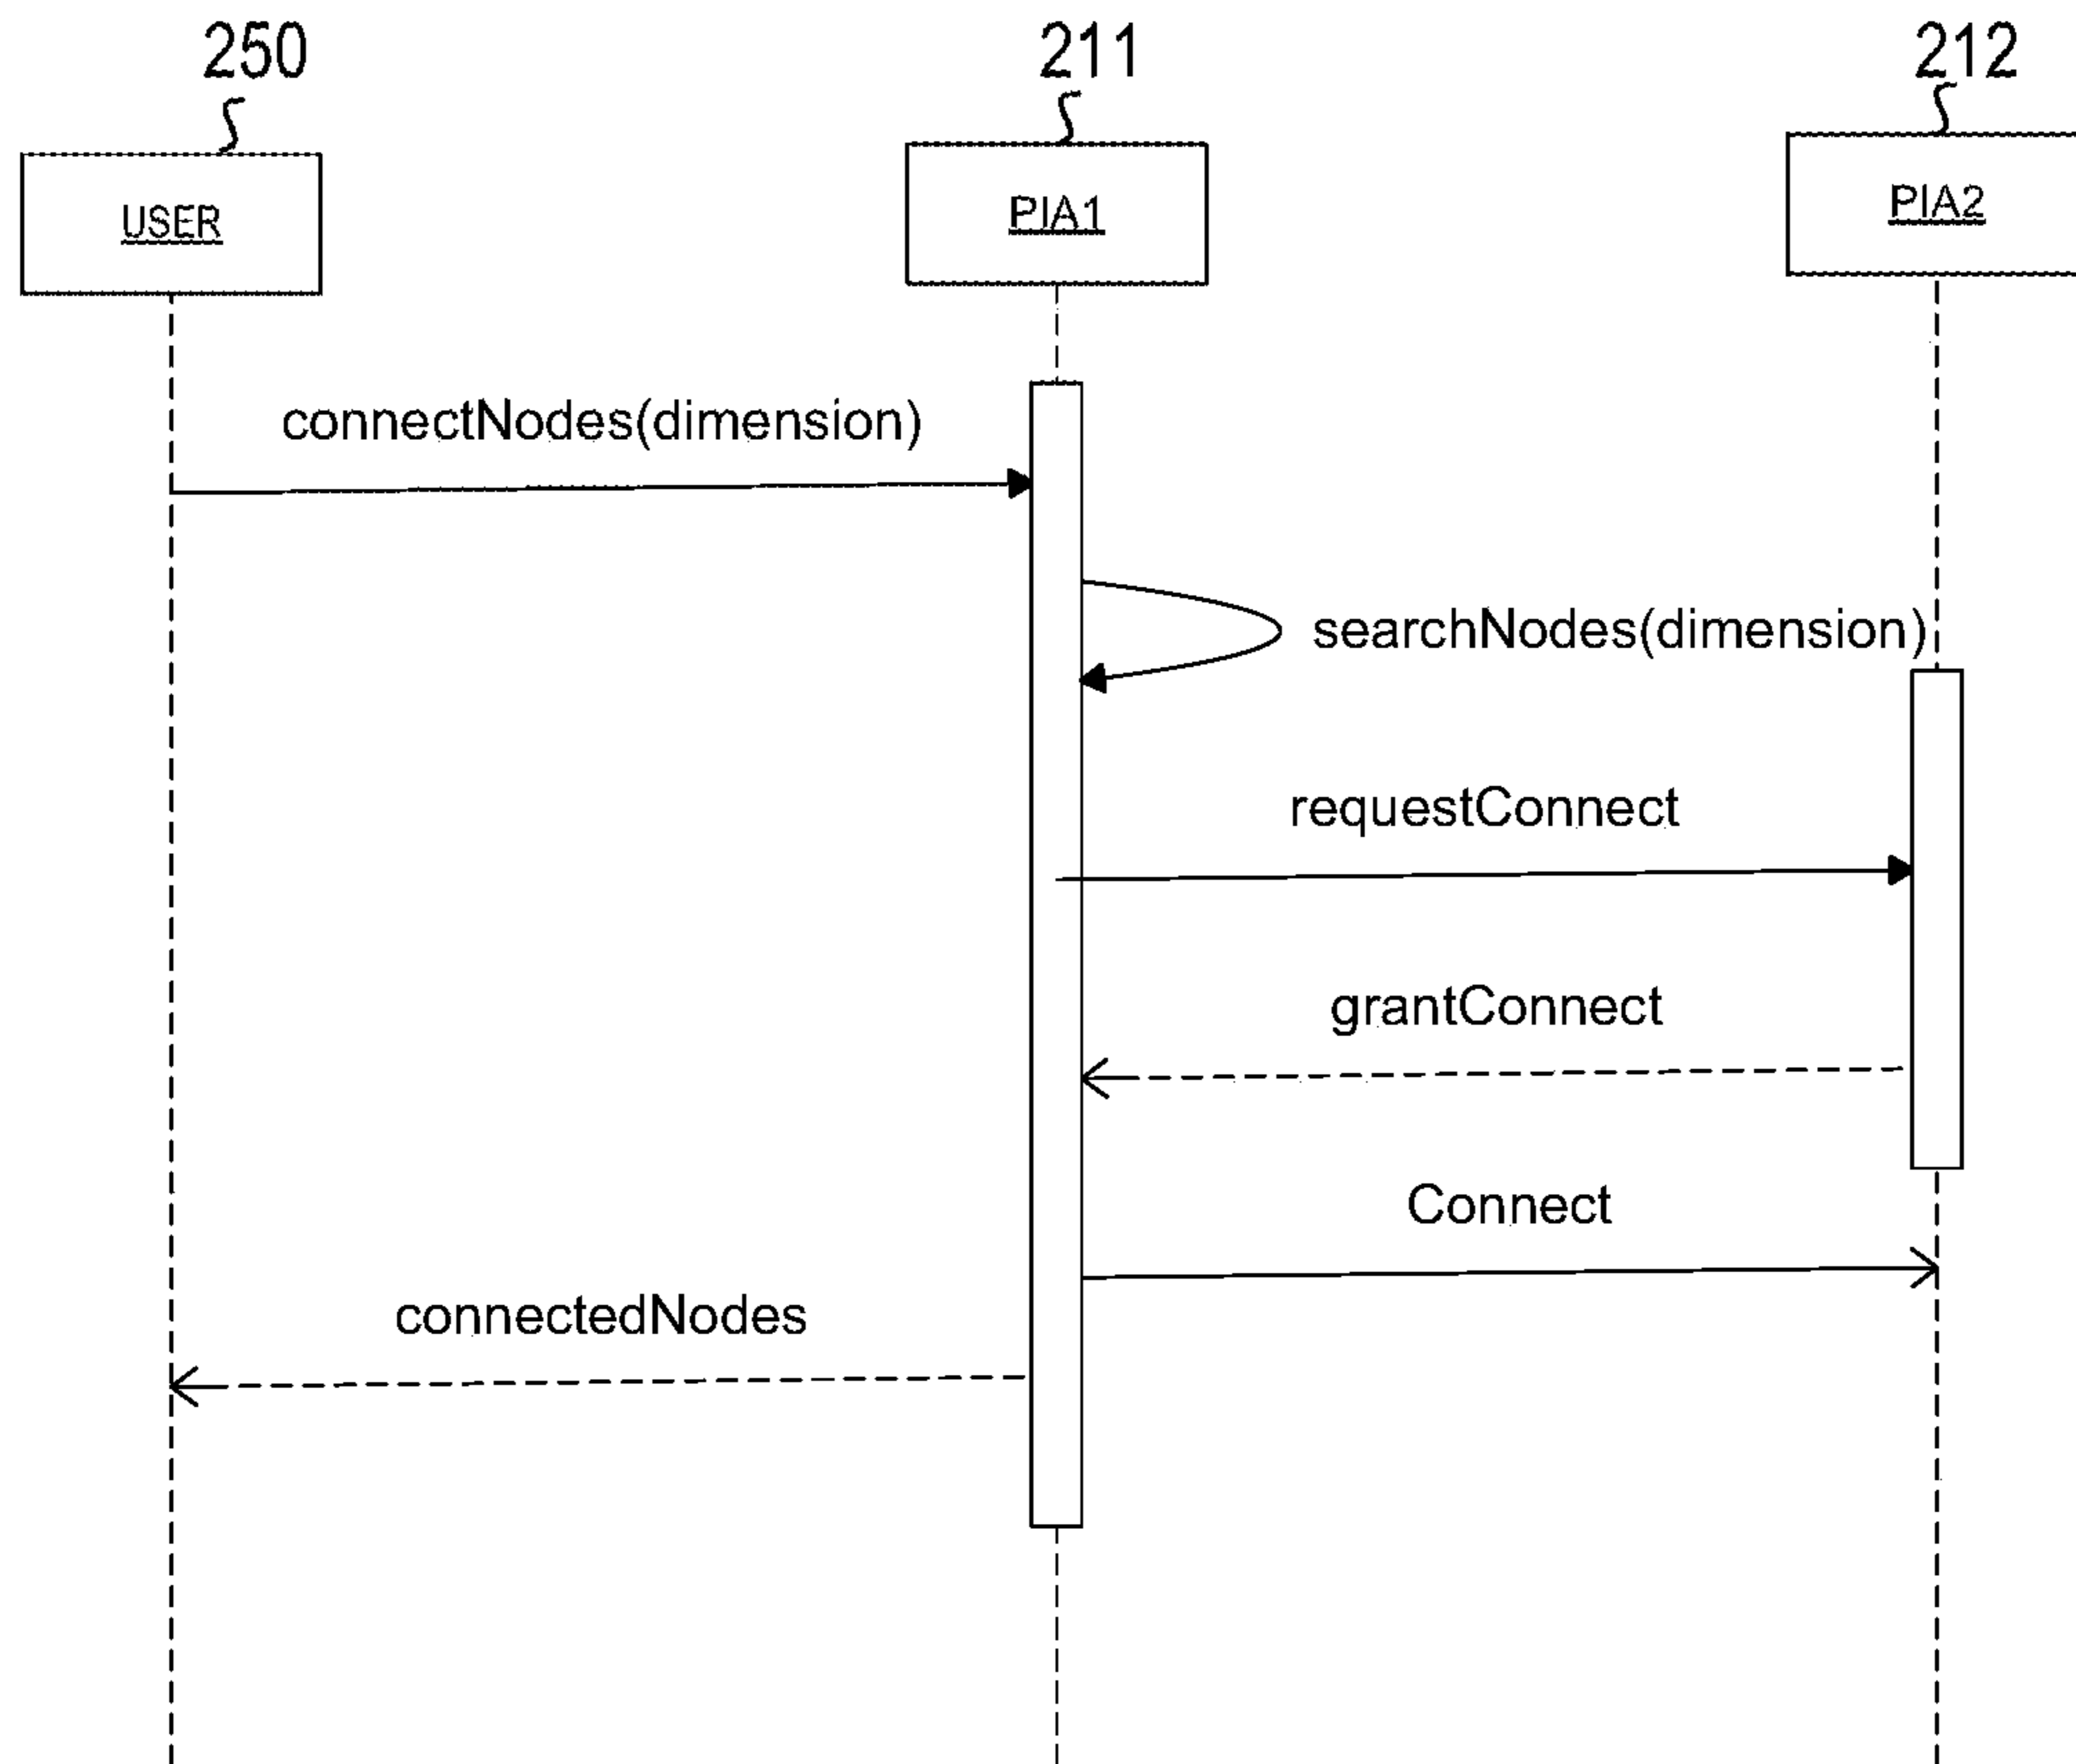 250
211
212
USER
PIA1
PIA2
connectNodes(dimension)
searchNodes(dimension)
requestConnect
grantConnect
Connect
connectedNodes